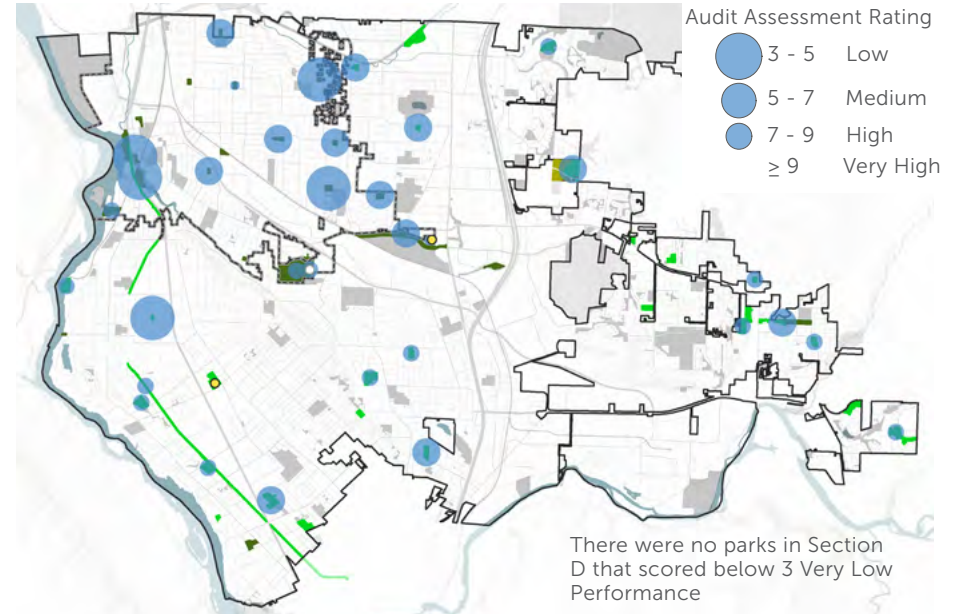 Audit Assessment Rating
3 - 5 Low
5 - 7 Medium
7 - 9 High
≥ 9 Very High
There were no parks in Section
D that scored below 3 Very Low
Performance